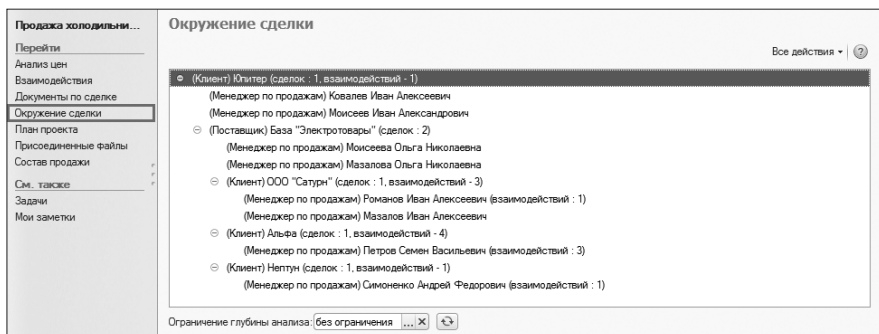 Продажа холодильни...
Перейти
Анализ цен
Взаимодействия
Документы по сделке
Окружение сделки
План проекта
Присоединенные файлы
Состав продажи
См. также
Задачи
Мои заметки
Окружение сделки
Все действия
?
(Клиент) Юпитер (сделок : 1, взаимодействий - 1)
(Менеджер по продажам) Ковалев Иван Алексеевич
(Менеджер по продажам) Моисеев Иван Александрович
(Поставщик) База "Электротовары" (сделок : 2)
(Менеджер по продажам) Моисеева Ольга Николаевна
(Менеджер по продажам) Мазалова Ольга Николаевна
(Клиент) ООО "Сатурн" (сделок : 1, взаимодействий - 3)
(Менеджер по продажам) Романов Иван Алексеевич (взаимодействий : 1)
(Менеджер по продажам) Мазалов Иван Алексеевич
(Клиент) Альфа (сделок : 1, взаимодействий - 4)
(Менеджер по продажам) Петров Семен Васильевич (взаимодействий : 3)
(Клиент) Нептун (сделок : 1, взаимодействий - 1)
(Менеджер по продажам) Симоненко Андрей Федорович (взаимодействий : 1)
Ограничение глубины анализа: без ограничения ... X